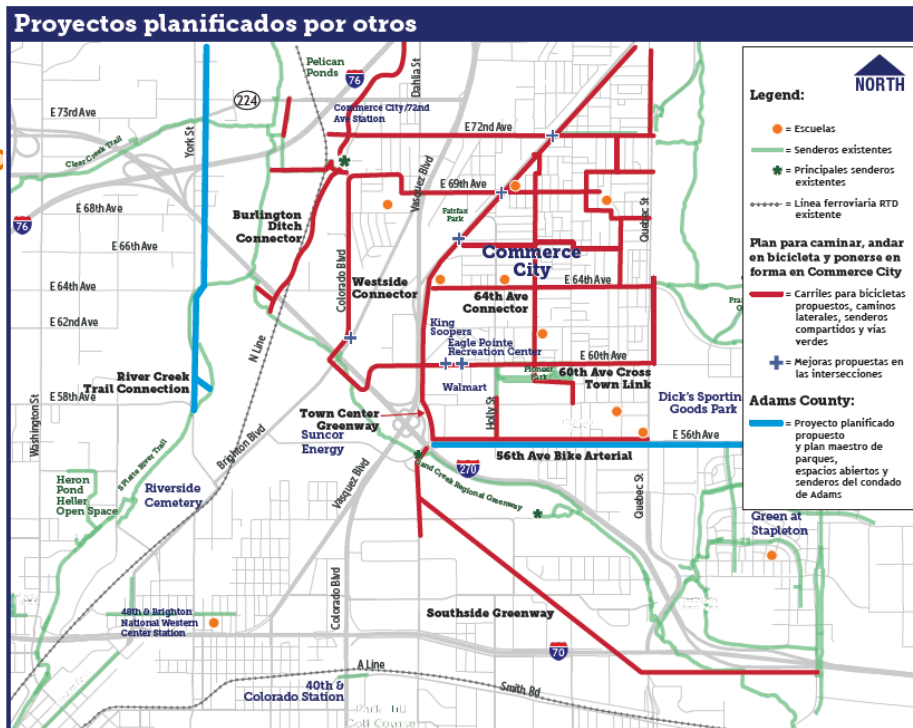 Proyectos planificados por otros
Pelican
Ponds
76
Dahlia St
NORTH
Legend:
= Escuelas
= Senderos existentes
= Principales senderos
existentes
= Línea ferroviaria RTD
existente
Plan para caminar, andar
en bicicleta y ponerse en
forma en Commerce City
= Carriles para bicicletas
propuestos, caminos
laterales, senderos
compartidos y vías
verdes
= Mejoras propuestas en
las intersecciones
Adams County:
= Proyecto planificado
propuesto
y plan maestro de
parques,
espacios abiertos y
senderos del condado
de Adams
224
Commerce City/72nd
Ave Station
E 73rd Ave
E 72nd Ave
York St
Clear Creek Trail
Vasquez Blvd
E 69th Ave
E 68th Ave
76
Fairfax
Park
Quebec St
Burlington
Ditch
Connector
E 66th Ave
Colorado Blvd
Commerce
City
Westside
Connector
E 64th Ave
E 64th Ave
64th Ave
Connector
E 62nd Ave
King
Soopers
Eagle Pointe
Recreation Center
N Line
E 60th Ave
Pioneer
Park
60th Ave Cross
Town Link
River Creek
Trail Connection
E 58th Ave
Walmart
Holly St
Dick's Sportin
Goods Park
Washington St
Town Center
Greenway
E 56th Ave
56th Ave Bike Arterial
Brighton Blvd
Suncor
Energy
S Platte River Trail
270
Sand Creek Regional Greenway
Vasquez Blvd
Quebec St
Heron
Pond
Heller
Open Space
Riverside
Cemetery
Green at
Stapleton
Colorado Blvd
48th & Brighton
National Western
Center Station
Southside Greenway
70
A Line
Smith Rd
40th &
Colorado Station